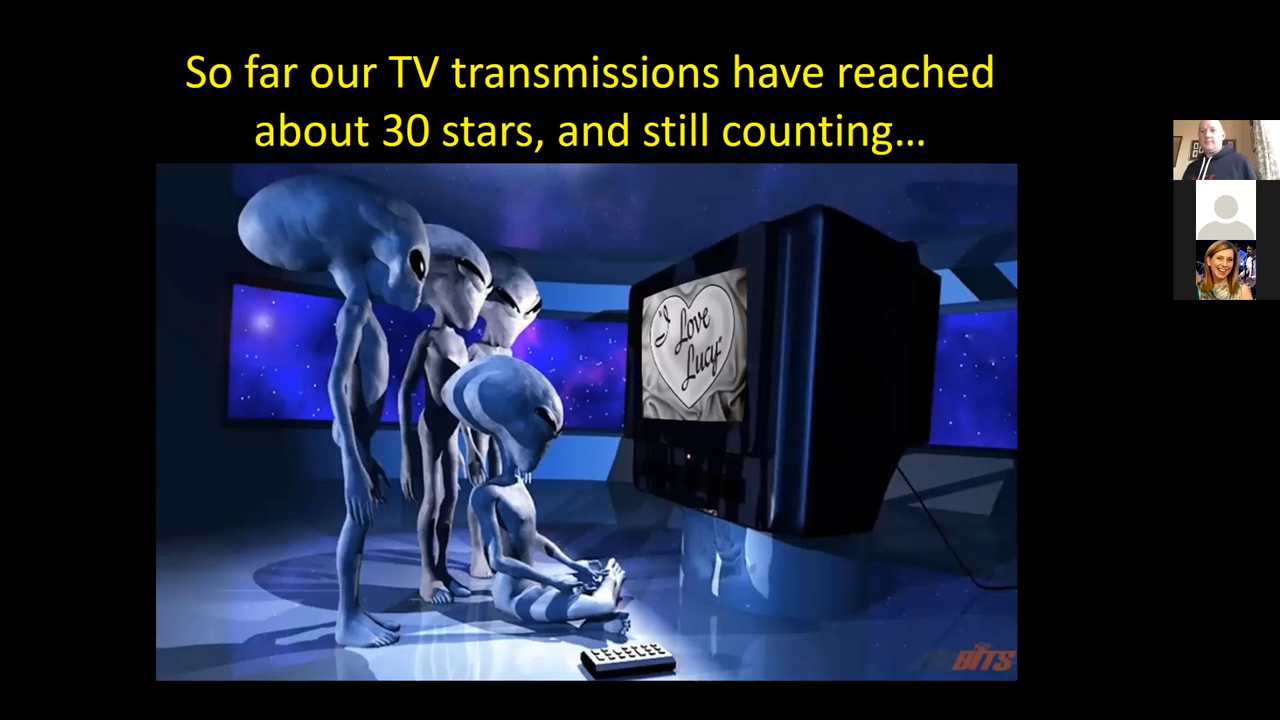 So far our TV transmissions have reached
about 30 stars, and still counting…
I
Love
Lucy
BITS